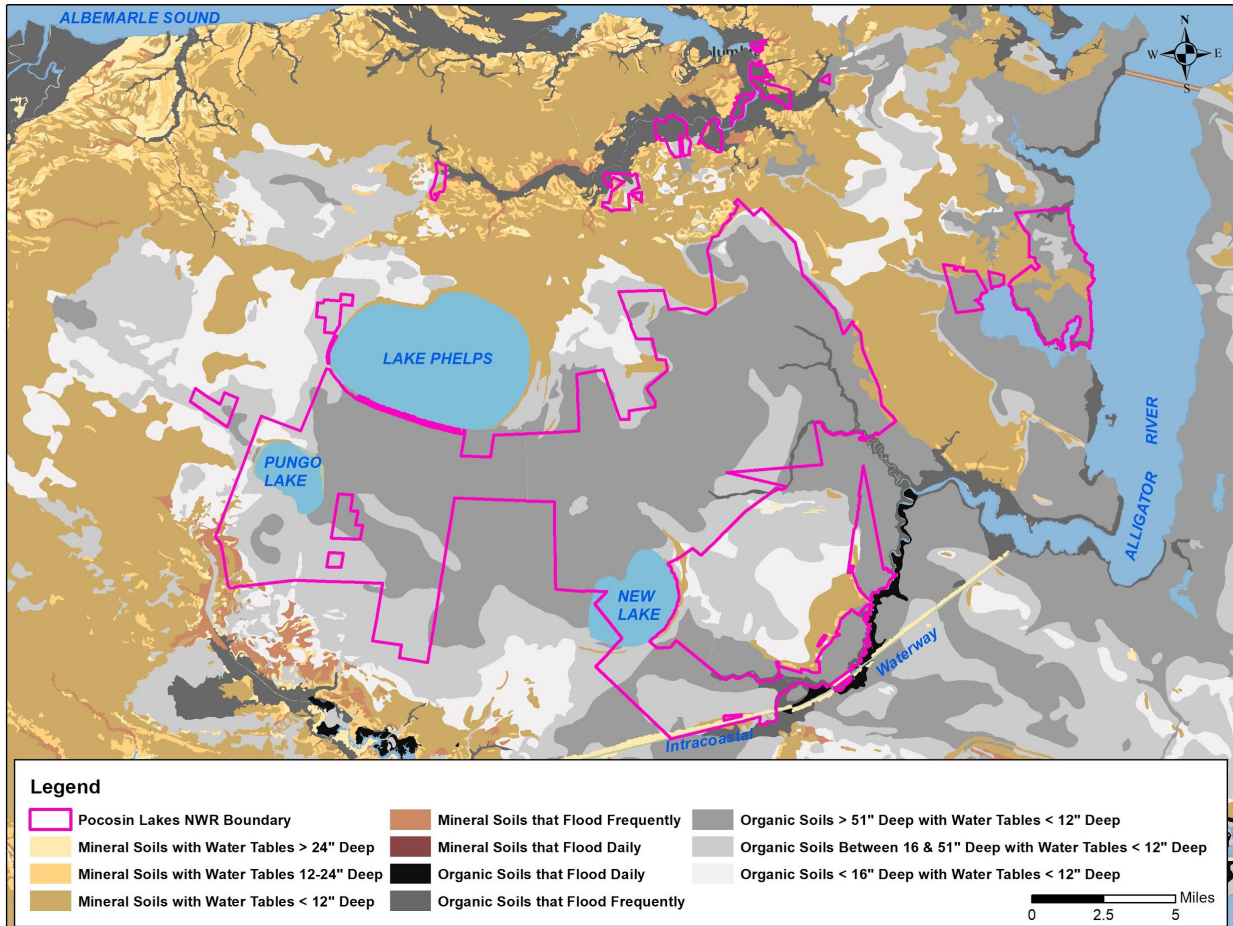 ALBEMARLE SOUND
N
W E
S
LAKE PHELPS
PUNGO
LAKE
NEW
LAKE
ALLIGATOR RIVER
Intracoastal Waterway
Legend
Pocosin Lakes NWR Boundary
Mineral Soils with Water Tables > 24" Deep
Mineral Soils with Water Tables 12-24" Deep
Mineral Soils with Water Tables < 12" Deep
Mineral Soils that Flood Frequently
Mineral Soils that Flood Daily
Organic Soils that Flood Daily
Organic Soils that Flood Frequently
Organic Soils > 51" Deep with Water Tables < 12" Deep
Organic Soils Between 16 & 51" Deep with Water Tables < 12" Deep
Organic Soils < 16" Deep with Water Tables < 12" Deep
Miles
0 2.5 5